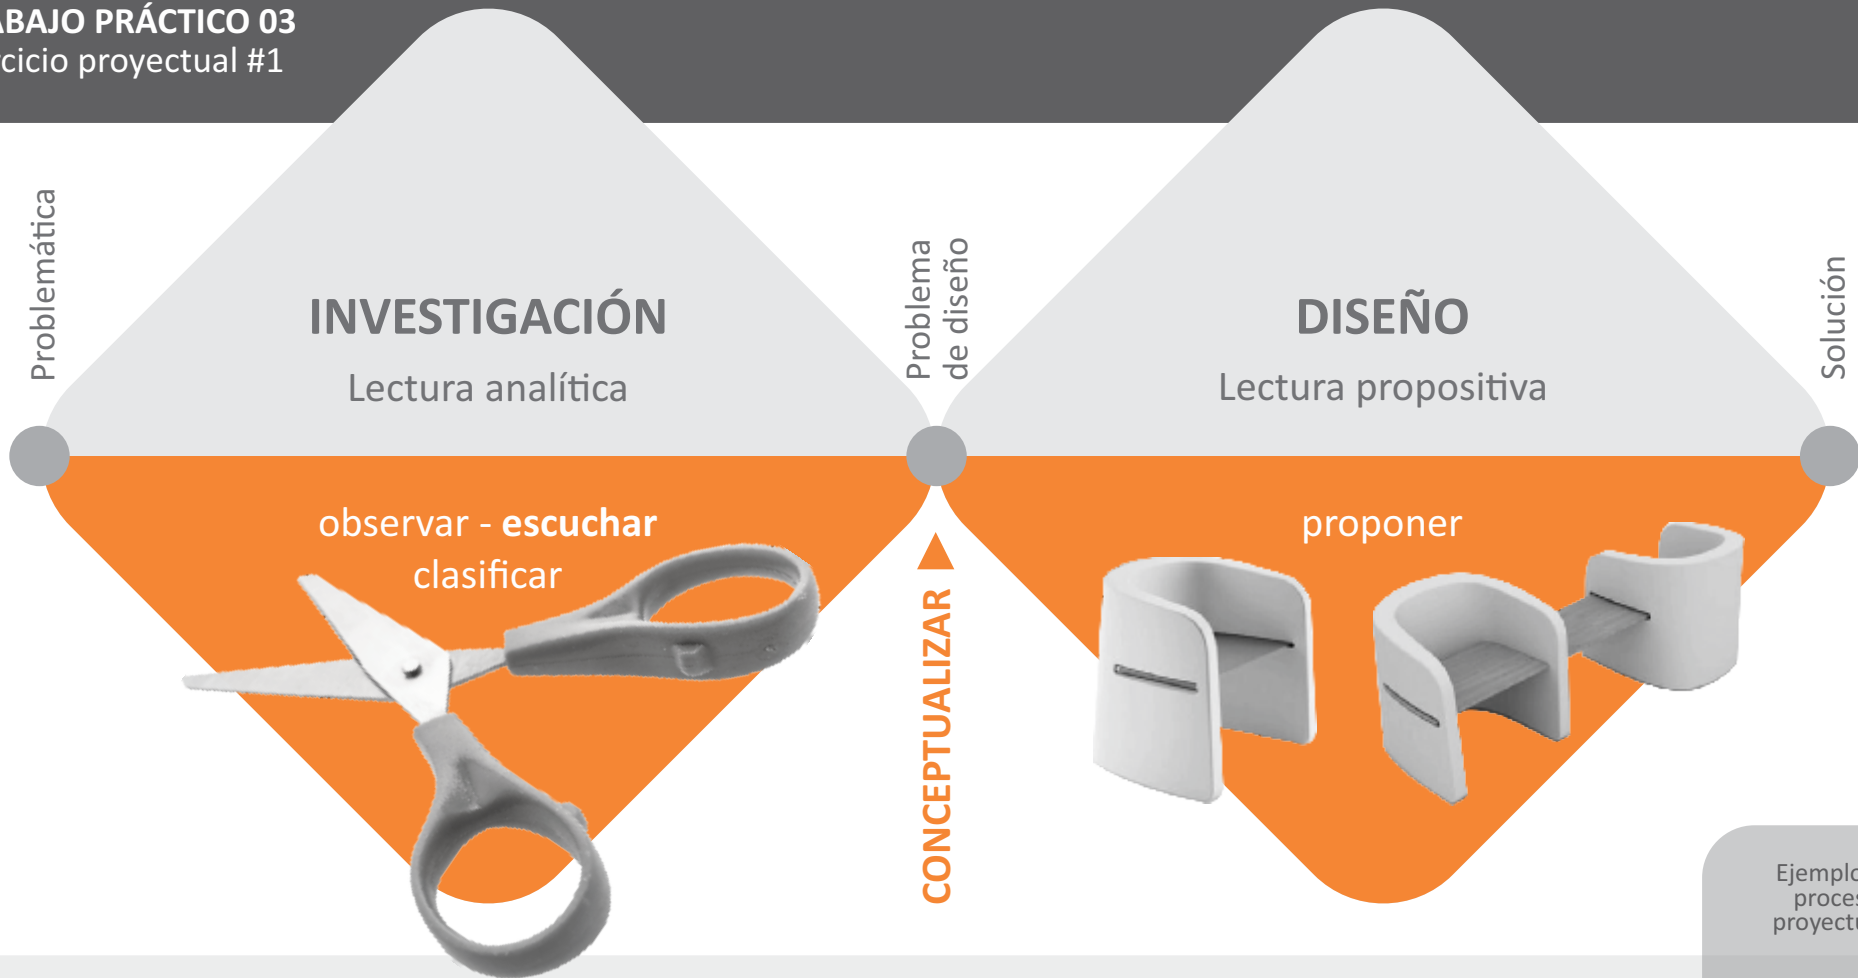 ABAJO PRÁCTICO 03
rcicio proyectual #1
Problemática
INVESTIGACIÓN
Lectura analítica
observar - escuchar
clasificar
Problema
de diseño
CONCEPTUALIZAR
DISEÑO
Lectura propositiva
proponer
Solución
Ejemplo
proces
proyectu